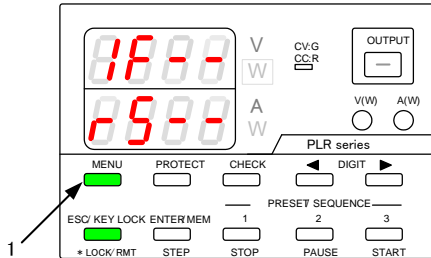 1F-- V
W
CV:G
CC:R
OUTPUT
rS-- A
W
V(W) A(W)
PLR series
MENU PROTECT CHECK ◀ DIGIT ▶
PRESET/ SEQUENCE
ESC/ KEY LOCK ENTER/MEM 1 2 3
1
* LOCK/ RMT STEP STOP PAUSE START